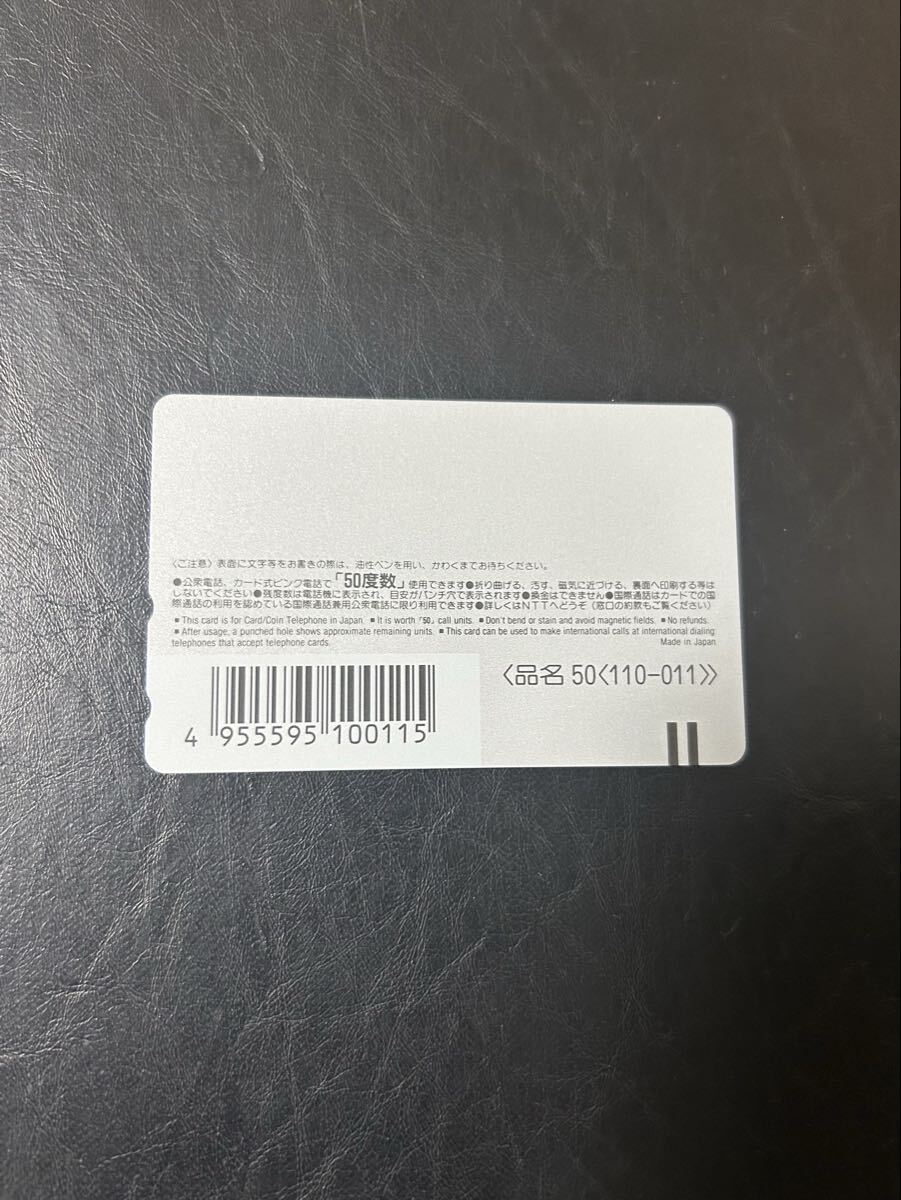 〈ご注意〉表面に文字等をお書きの際は、油性ペンを用い、かわくまでお待ちください。
●公衆電話、カード式ピンク電話で「50度数」使用できます●折り曲げる、汚す、磁気に近づける、裏面へ印刷する等は
しないでください●残度数は電話機に表示され、目安がパンチ穴で表示されます●換金はできません●国際通話はカードでの国
際通話の利用を認めている国際通話兼用公衆電話に限り利用できます●詳しくはNTTへどうぞ（窓口の約款もご覧ください）
■ This card is for Card/Coin Telephone in Japan. ■ It is worth「50」call units. ■ Don't bend or stain and avoid magnetic fields. ■ No refunds.
■ After usage, a punched hole shows approximate remaining units. ■ This card can be used to make international calls at international dialing
telephones that accept telephone cards. Made in Japan
〈品名 50〈110-011〉〉
4 955595 100115